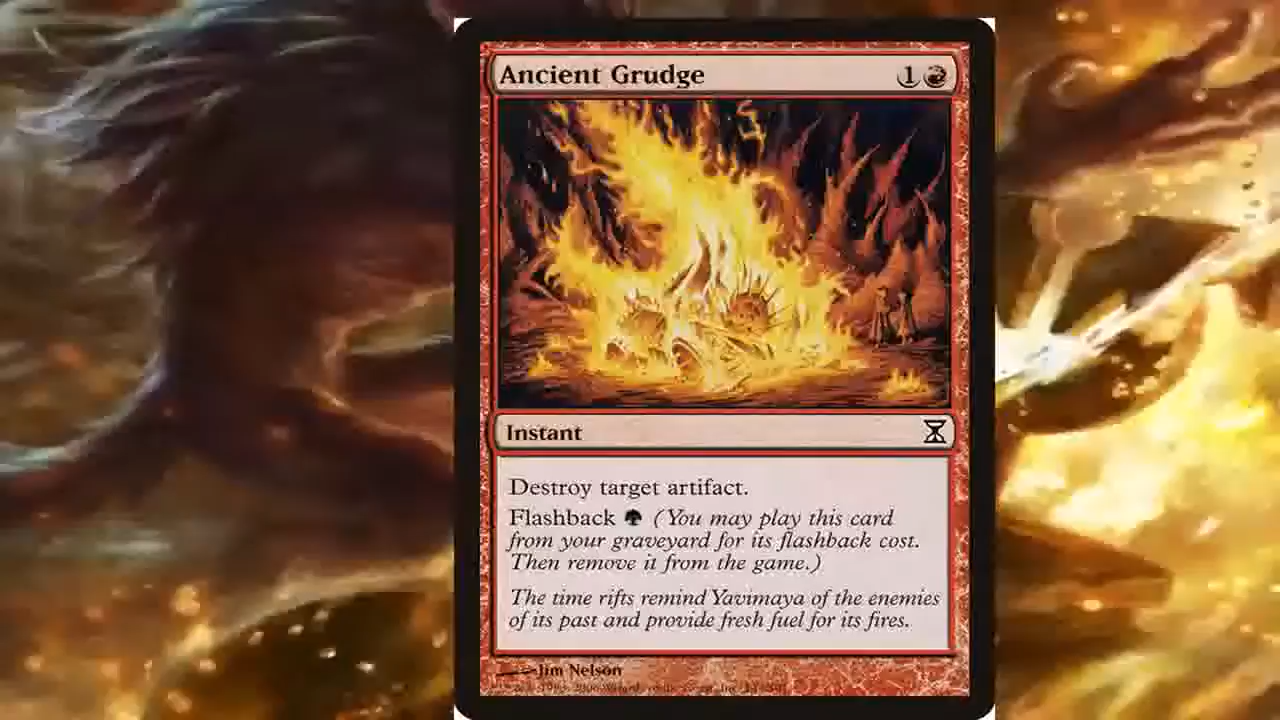 Ancient Grudge 1
Instant
Destroy target artifact.
Flashback (You may play this card
from your graveyard for its flashback cost.
Then remove it from the game.)
The time rifts remind Yavimaya of the enemies
of its past and provide fresh fuel for its fires.
Jim Nelson